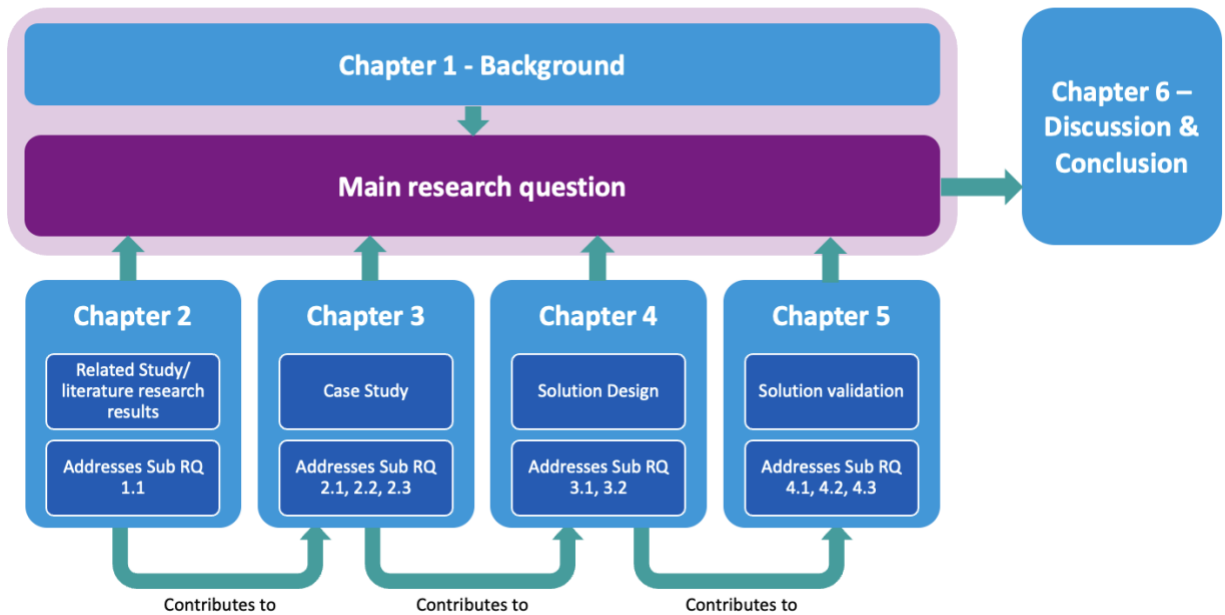 Chapter 1 - Background
Main research question
Chapter 6 –
Discussion &
Conclusion
Chapter 2
Related Study/
literature research
results
Addresses Sub RQ
1.1
Chapter 3
Case Study
Addresses Sub RQ
2.1, 2.2, 2.3
Chapter 4
Solution Design
Addresses Sub RQ
3.1, 3.2
Chapter 5
Solution validation
Addresses Sub RQ
4.1, 4.2, 4.3
Contributes to
Contributes to
Contributes to